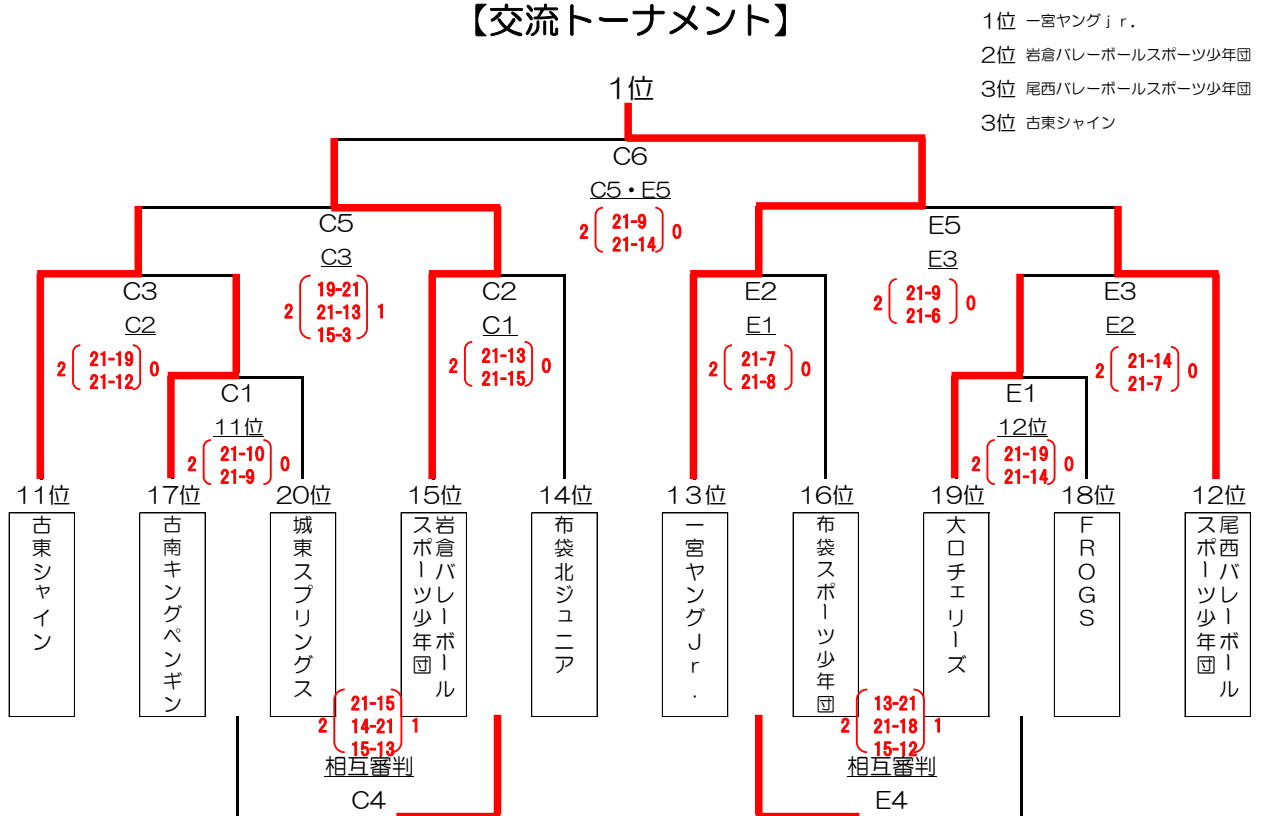 【交流トーナメント】
1位 一宮ヤングｊｒ．
2位 岩倉バレーボールスポーツ少年団
3位 尾西バレーボールスポーツ少年団
3位 古東シャイン
1位
C6
C5・E5
2 21-9 0
21-14
C5
C3
19-21
2 21-13 1
15-3
E5
E3
2 21-9 0
21-6
C3
C2
2 21-19 0
21-12
C2
C1
2 21-13 0
21-15
E2
E1
2 21-7 0
21-8
E3
E2
2 21-14 0
21-7
C1
11位
2 21-10 0
21-9
E1
12位
2 21-19 0
21-14
11位 17位 20位 15位 14位 13位 16位 19位 18位 12位
古東シャイン
古南キングペンギン
城東スプリングス
岩倉バレーボール
スポーツ少年団
布袋北ジュニア
一宮ヤングＪｒ．
布袋スポーツ少年団
大口チェリーズ
ＦＲＯＧＳ
尾西バレーボール
スポーツ少年団
21-15
2 14-21 1
15-13
相互審判
C4
13-21
2 21-18 1
15-12
相互審判
E4